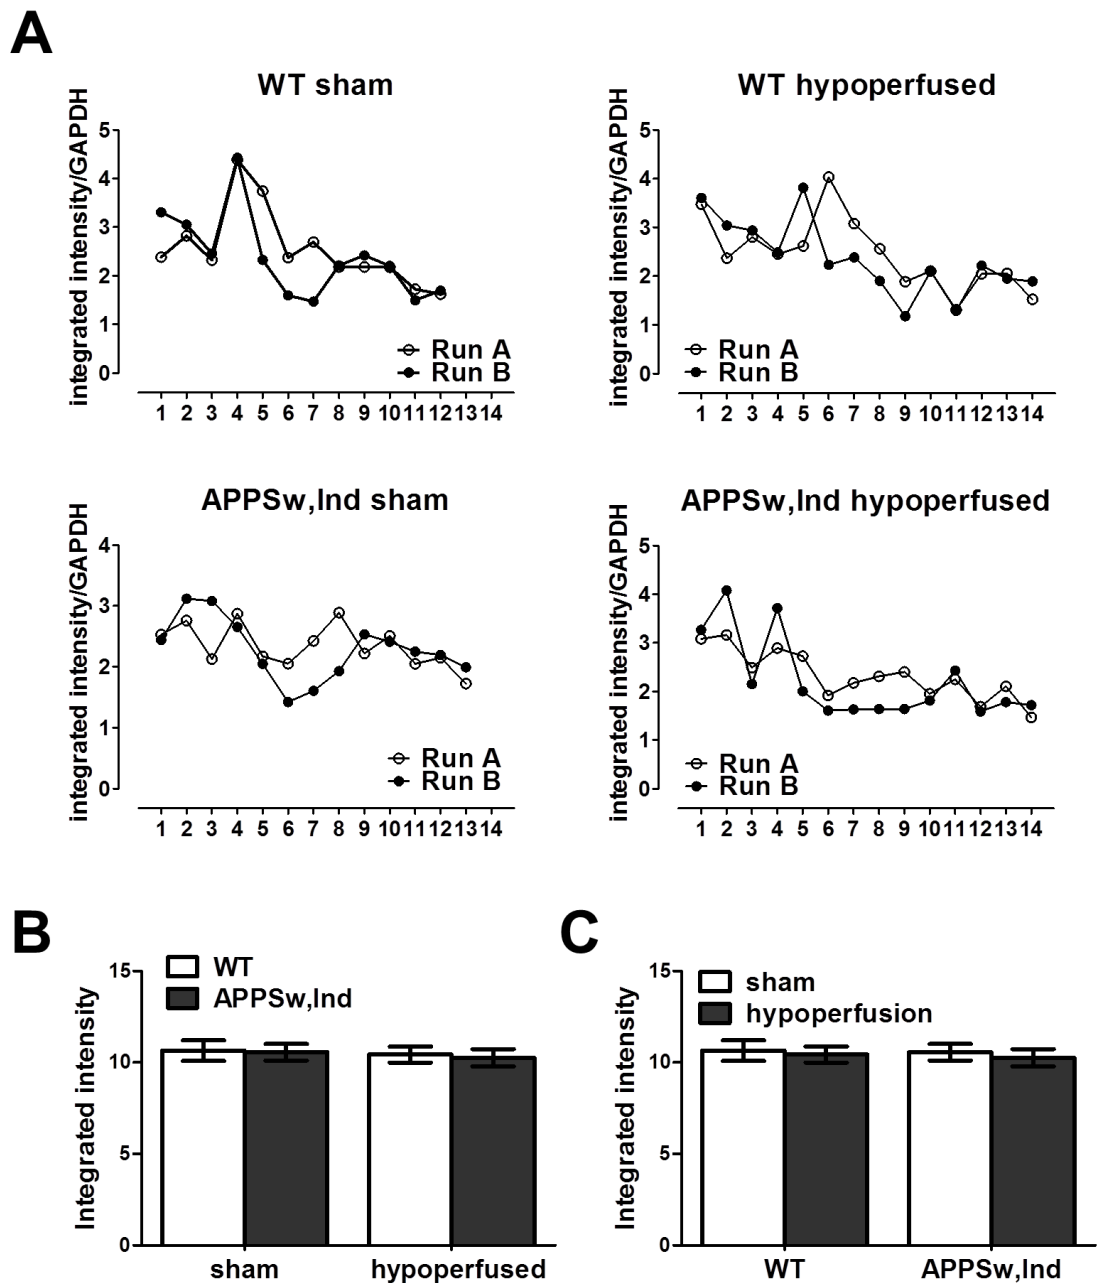 A
WT sham
integrated intensity/GAPDH
5
4
3
2
1
0
Run A
Run B
1 2 3 4 5 6 7 8 9 10 11 12 13 14
WT hypoperfused
integrated intensity/GAPDH
5
4
3
2
1
0
Run A
Run B
1 2 3 4 5 6 7 8 9 10 11 12 13 14
APPSw,Ind sham
integrated intensity/GAPDH
4
3
2
1
0
Run A
Run B
1 2 3 4 5 6 7 8 9 10 11 12 13 14
APPSw,Ind hypoperfused
integrated intensity/GAPDH
5
4
3
2
1
0
Run A
Run B
1 2 3 4 5 6 7 8 9 10 11 12 13 14
B
Integrated intensity
15
10
5
0
WT
APPSw,Ind
sham hypoperfused
C
Integrated intensity
15
10
5
0
sham
hypoperfusion
WT APPSw,Ind